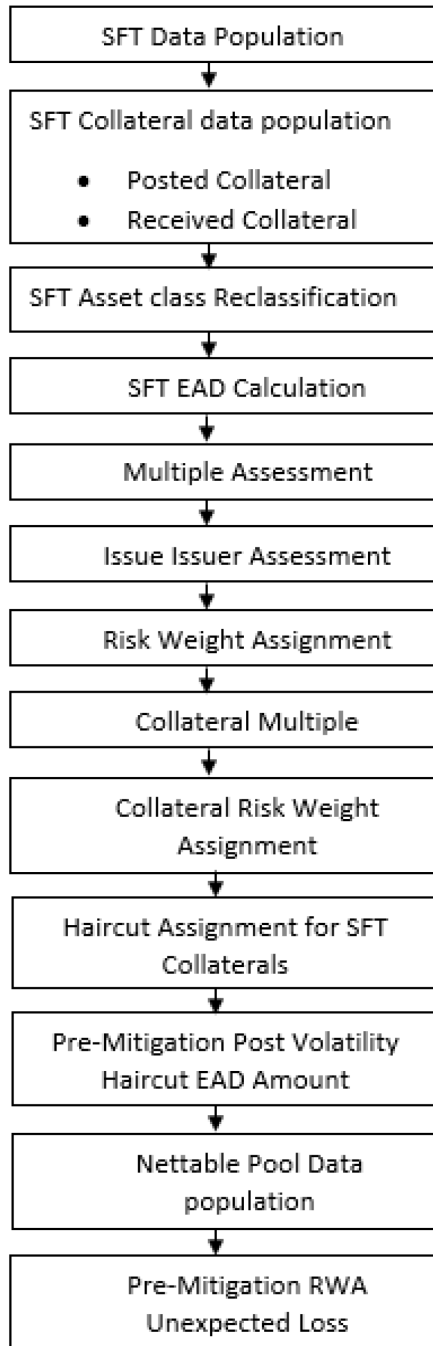 SFT Data Population
SFT Collateral data population
• Posted Collateral
• Received Collateral
SFT Asset class Reclassification
SFT EAD Calculation
Multiple Assessment
Issue Issuer Assessment
Risk Weight Assignment
Collateral Multiple
Collateral Risk Weight
Assignment
Haircut Assignment for SFT
Collaterals
Pre-Mitigation Post Volatility
Haircut EAD Amount
Nettable Pool Data
population
Pre-Mitigation RWA
Unexpected Loss